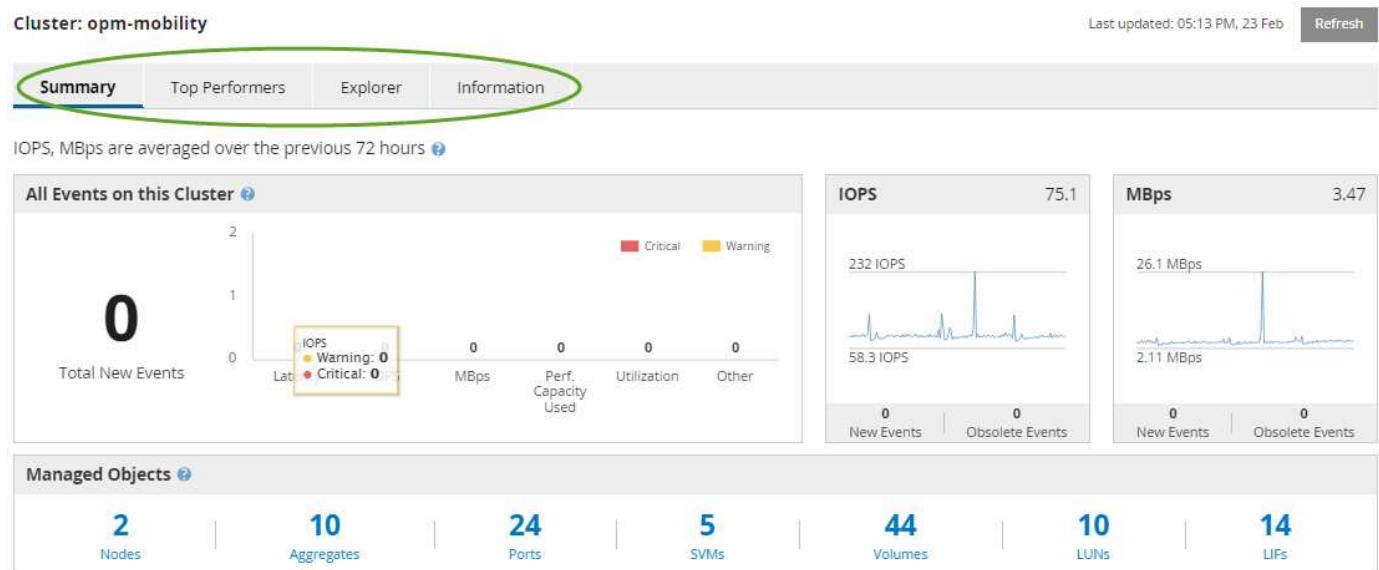 Cluster: opm-mobility
Last updated: 05:13 PM, 23 Feb
Refresh
Summary
Top Performers
Explorer
Information
IOPS, MBps are averaged over the previous 72 hours
All Events on this Cluster
0
Total New Events
2
1
0
Critical
Warning
IOPS
Warning: 0
Critical: 0
0
0
0
0
MBps
Perf.
Capacity
Used
Utilization
Other
IOPS 75.1
232 IOPS
58.3 IOPS
0
New Events
0
Obsolete Events
MBps 3.47
26.1 MBps
2.11 MBps
0
New Events
0
Obsolete Events
Managed Objects
2
Nodes
10
Aggregates
24
Ports
5
SVMs
44
Volumes
10
LUNs
14
LIFs